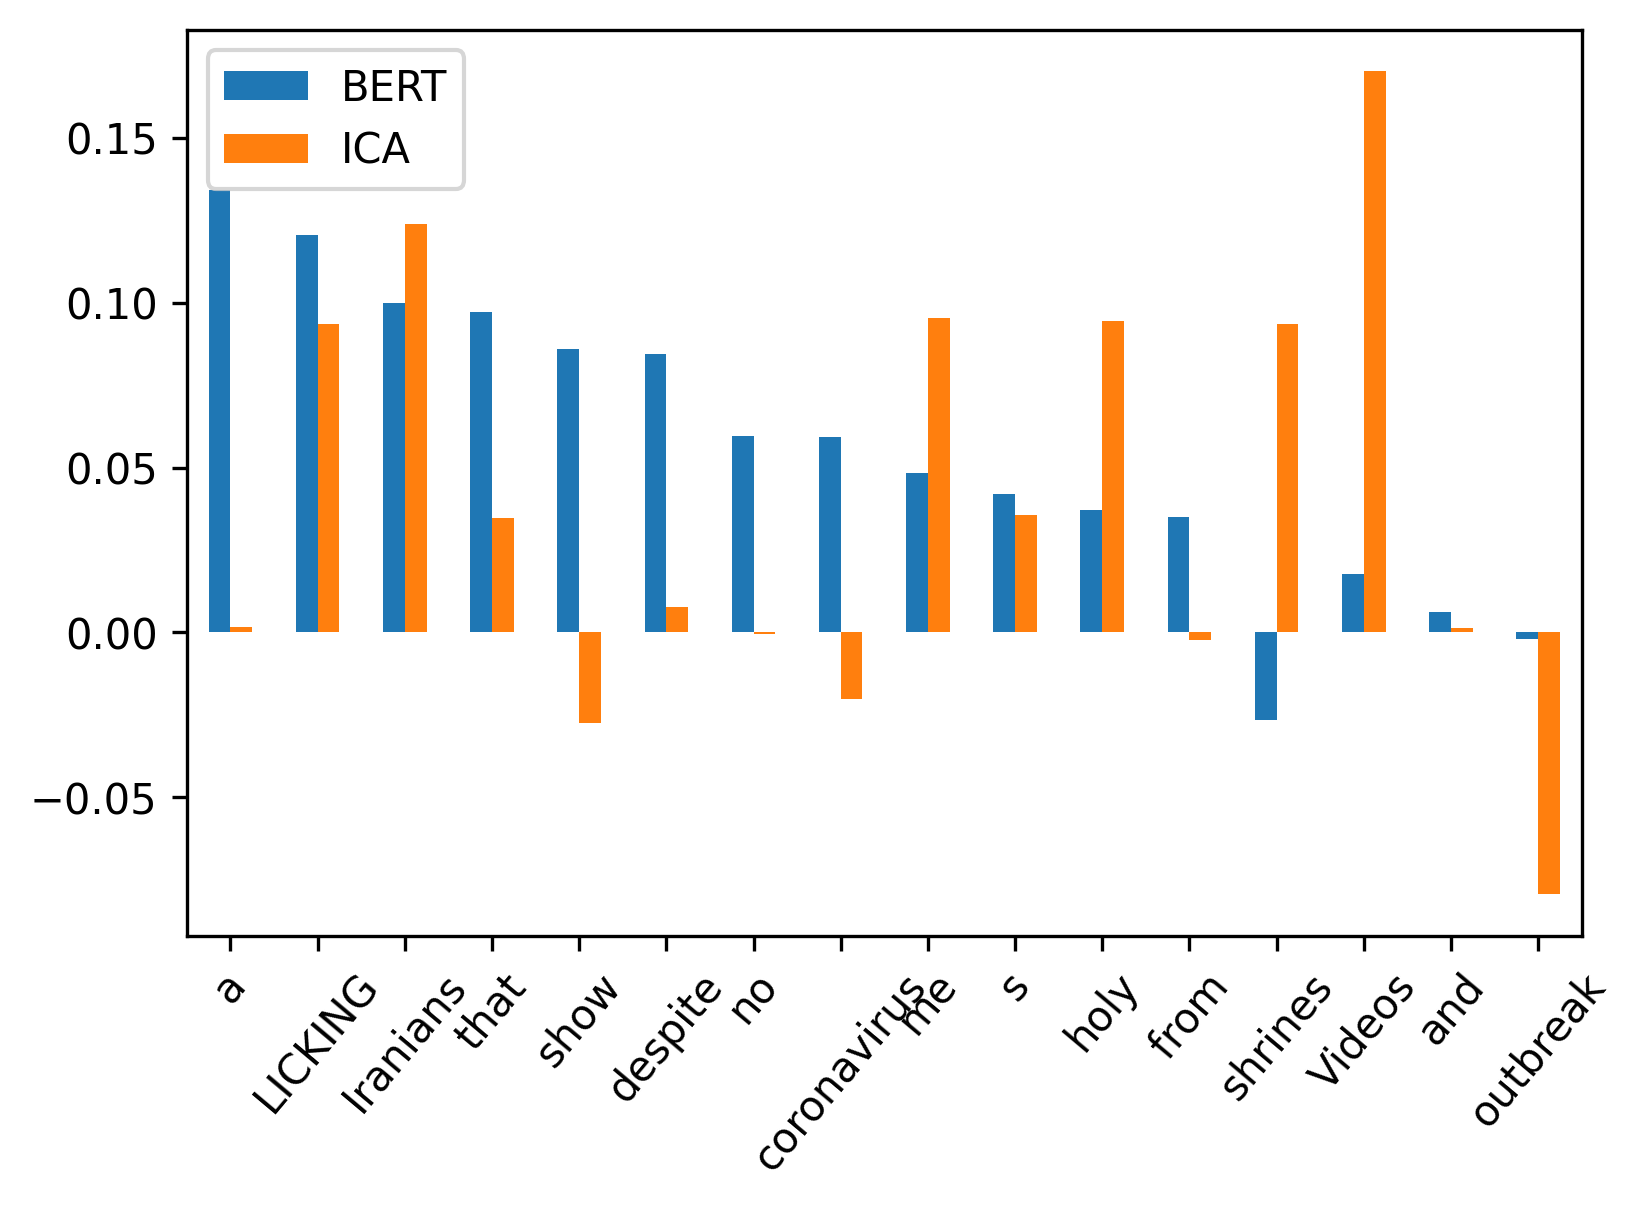 BERT
ICA
0.15
0.10
0.05
0.00
−0.05
a
LICKING
Iranians
that
show
despite
no
coronavirus
me
s
holy
from
shrines
Videos
and
outbreak